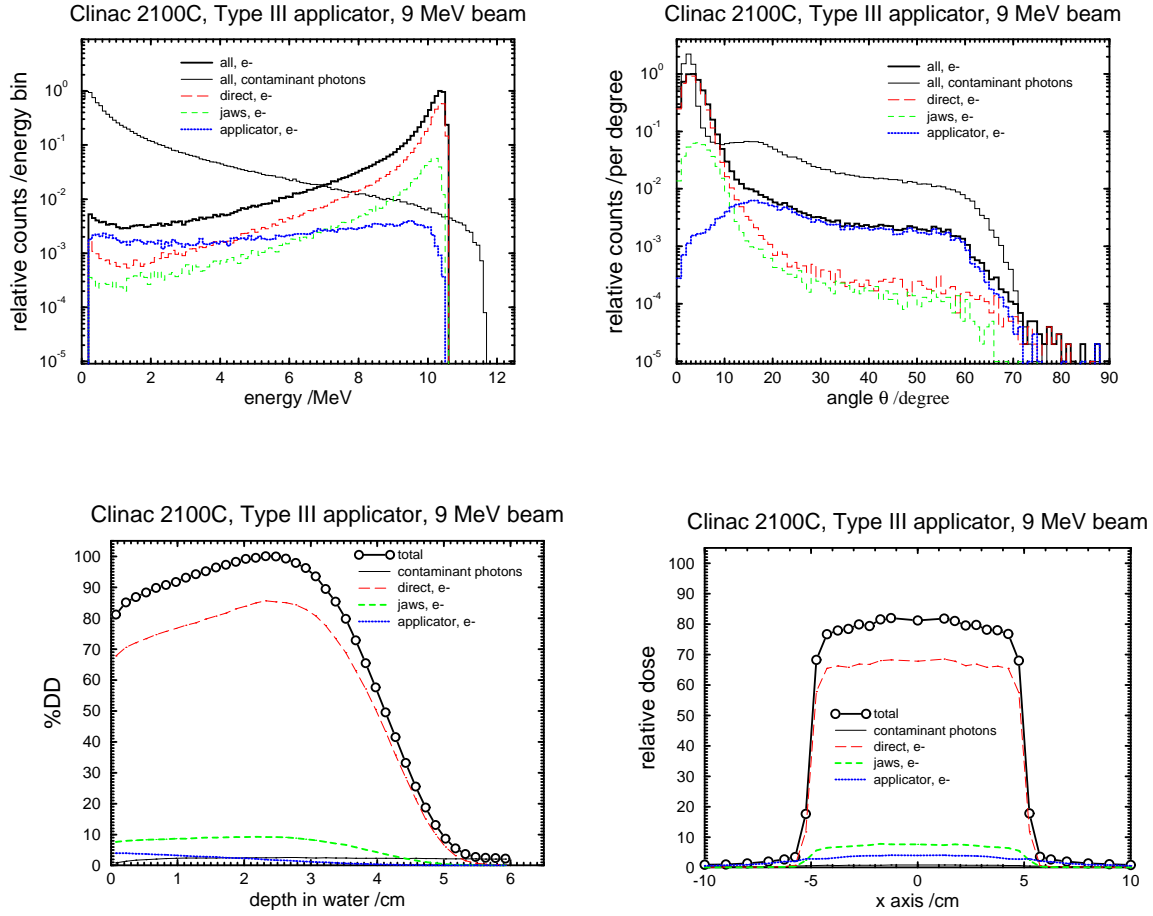 Clinac 2100C, Type III applicator, 9 MeV beam
relative counts /energy bin
10⁰
10⁻¹
10⁻²
10⁻³
10⁻⁴
10⁻⁵
all, e-
all, contaminant photons
direct, e-
jaws, e-
applicator, e-
0 2 4 6 8 10 12
energy /MeV
Clinac 2100C, Type III applicator, 9 MeV beam
relative counts /per degree
10⁰
10⁻¹
10⁻²
10⁻³
10⁻⁴
10⁻⁵
all, e-
all, contaminant photons
direct, e-
jaws, e-
applicator, e-
0 10 20 30 40 50 60 70 80 90
angle θ /degree
Clinac 2100C, Type III applicator, 9 MeV beam
%DD
100
90
80
70
60
50
40
30
20
10
0
total
contaminant photons
direct, e-
jaws, e-
applicator, e-
0 1 2 3 4 5 6
depth in water /cm
Clinac 2100C, Type III applicator, 9 MeV beam
relative dose
100
90
80
70
60
50
40
30
20
10
0
total
contaminant photons
direct, e-
jaws, e-
applicator, e-
-10 -5 0 5 10
x axis /cm